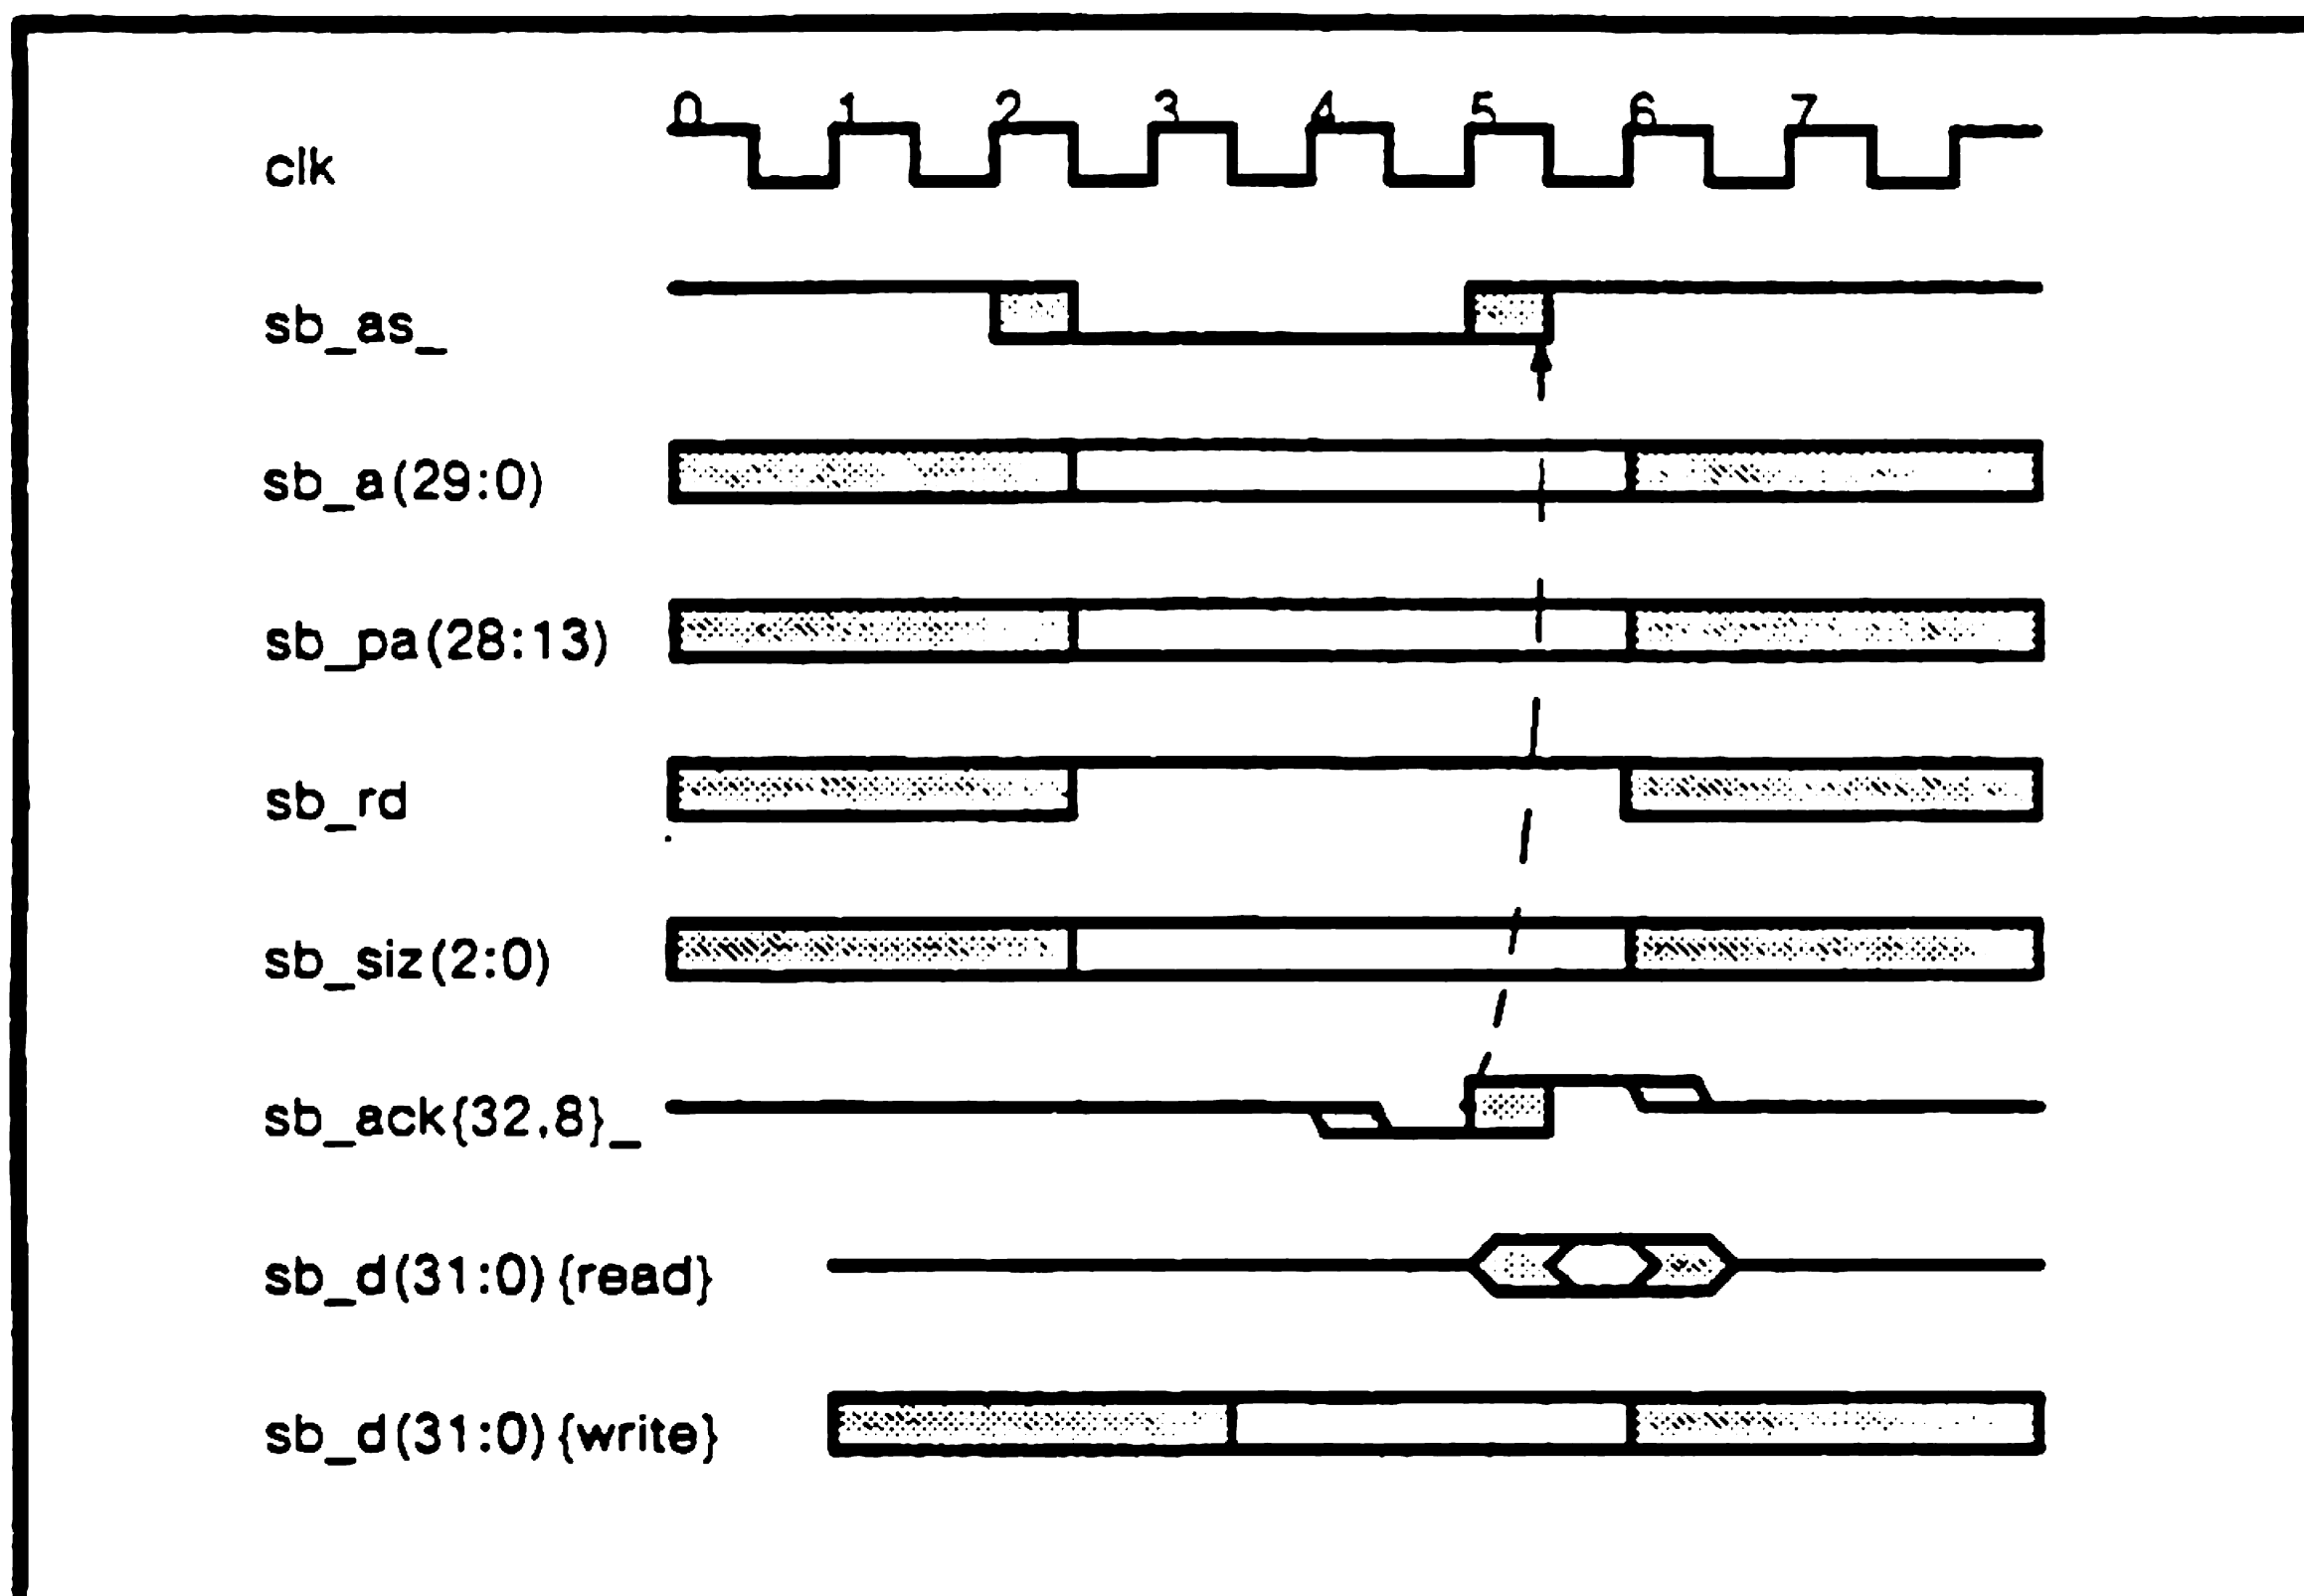 0 1 2 3 4 5 6 7
clk
sb_as_
sb_a(29:0)
sb_pa(28:13)
sb_rd
sb_siz(2:0)
sb_ack{32,8}_
sb_d(31:0){read}
sb_d(31:0){write}